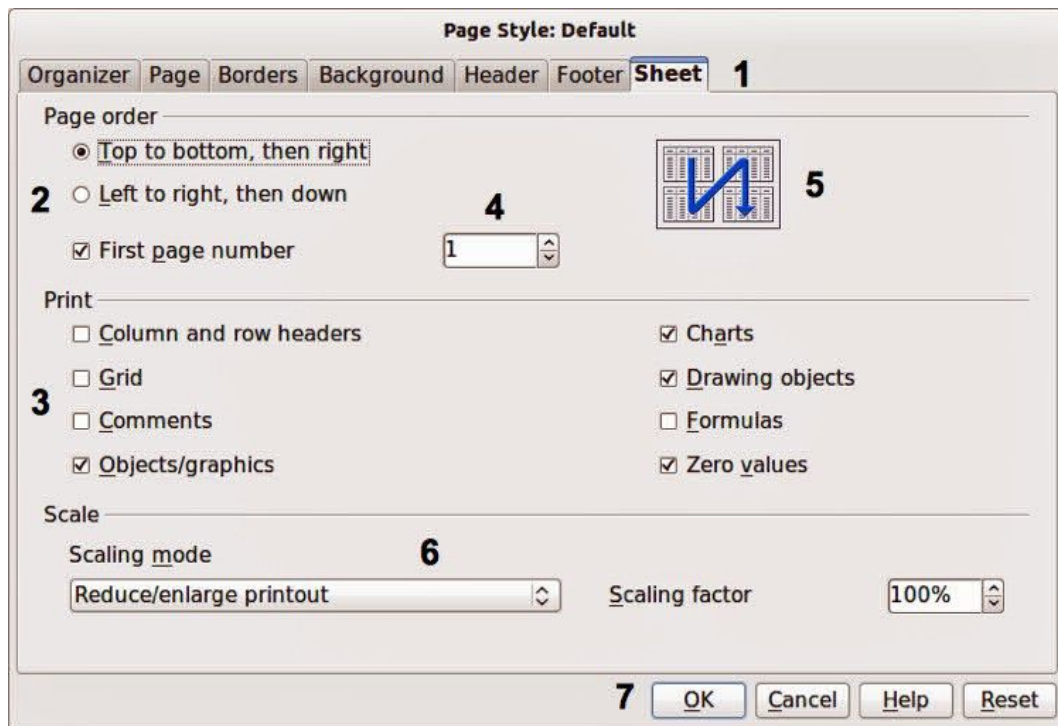 Page Style: Default
Organizer Page Borders Background Header Footer Sheet 1
Page order
Top to bottom, then right
2 Left to right, then down 4 5
First page number 1
Print
Column and row headers Charts
Grid Drawing objects
3
Comments Formulas
Objects/graphics Zero values
Scale
Scaling mode 6
Reduce/enlarge printout Scaling factor 100%
7 OK Cancel Help Reset